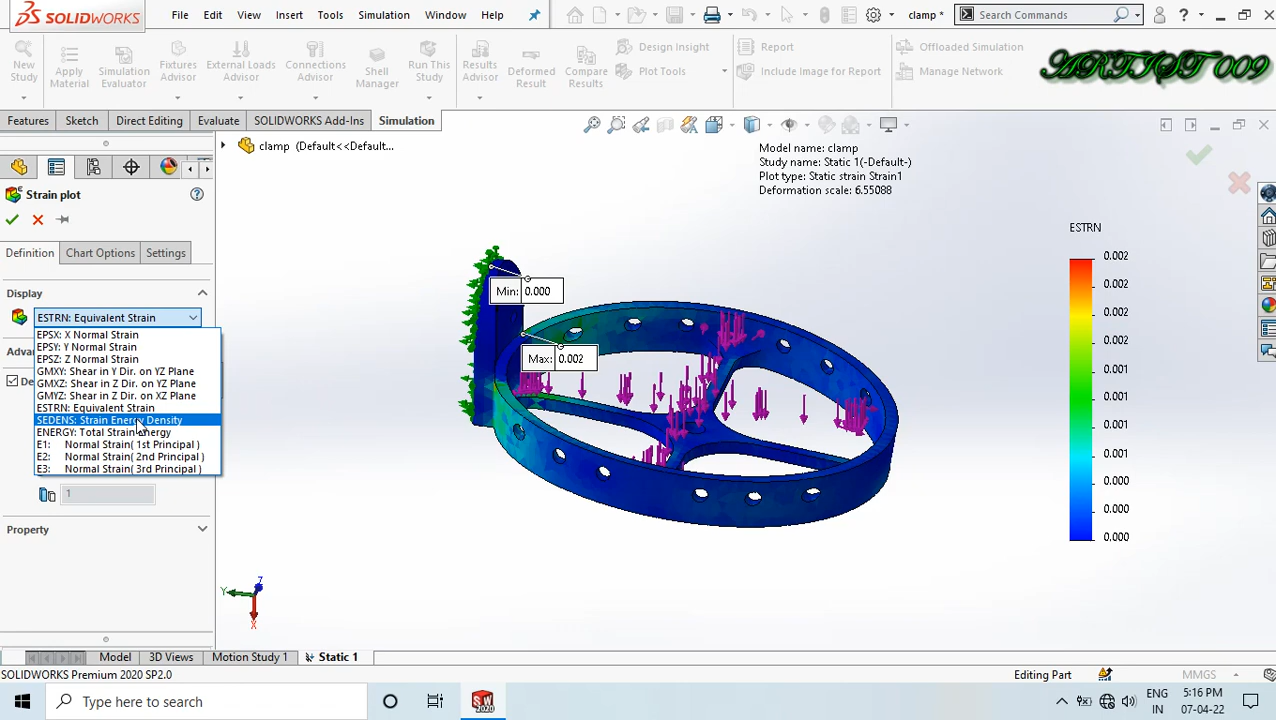 SOLIDWORKS
File Edit View Insert Tools Simulation Window Help
clamp *
Search Commands
New Study
Apply Material
Simulation Evaluator
Fixtures Advisor
External Loads Advisor
Connections Advisor
Shell Manager
Run This Study
Results Advisor
Deformed Result
Compare Results
Design Insight
Plot Tools
Report
Include Image for Report
Offloaded Simulation
Manage Network
ARTIST 009
Features Sketch Direct Editing Evaluate SOLIDWORKS Add-Ins Simulation
clamp (Default<<Default...
Model name: clamp
Study name: Static 1(-Default-)
Plot type: Static strain Strain1
Deformation scale: 6.55088
Strain plot
Definition Chart Options Settings
Display
ESTRN: Equivalent Strain
EPSX: X Normal Strain
EPSY: Y Normal Strain
EPSZ: Z Normal Strain
GMXY: Shear in Y Dir. on YZ Plane
GMXZ: Shear in Z Dir. on YZ Plane
GMYZ: Shear in Z Dir. on XZ Plane
ESTRN: Equivalent Strain
SEDENS: Strain Energy Density
ENERGY: Total Strain Energy
E1: Normal Strain( 1st Principal )
E2: Normal Strain( 2nd Principal )
E3: Normal Strain( 3rd Principal )
1
Property
Min: 0.000
Max: 0.002
ESTRN
0.002
0.002
0.002
0.002
0.001
0.001
0.001
0.001
0.001
0.000
0.000
0.000
Y Z
X
Model 3D Views Motion Study 1 Static 1
SOLIDWORKS Premium 2020 SP2.0
Editing Part
MMGS
Type here to search
SW
2020
ENG
IN
5:16 PM
07-04-22